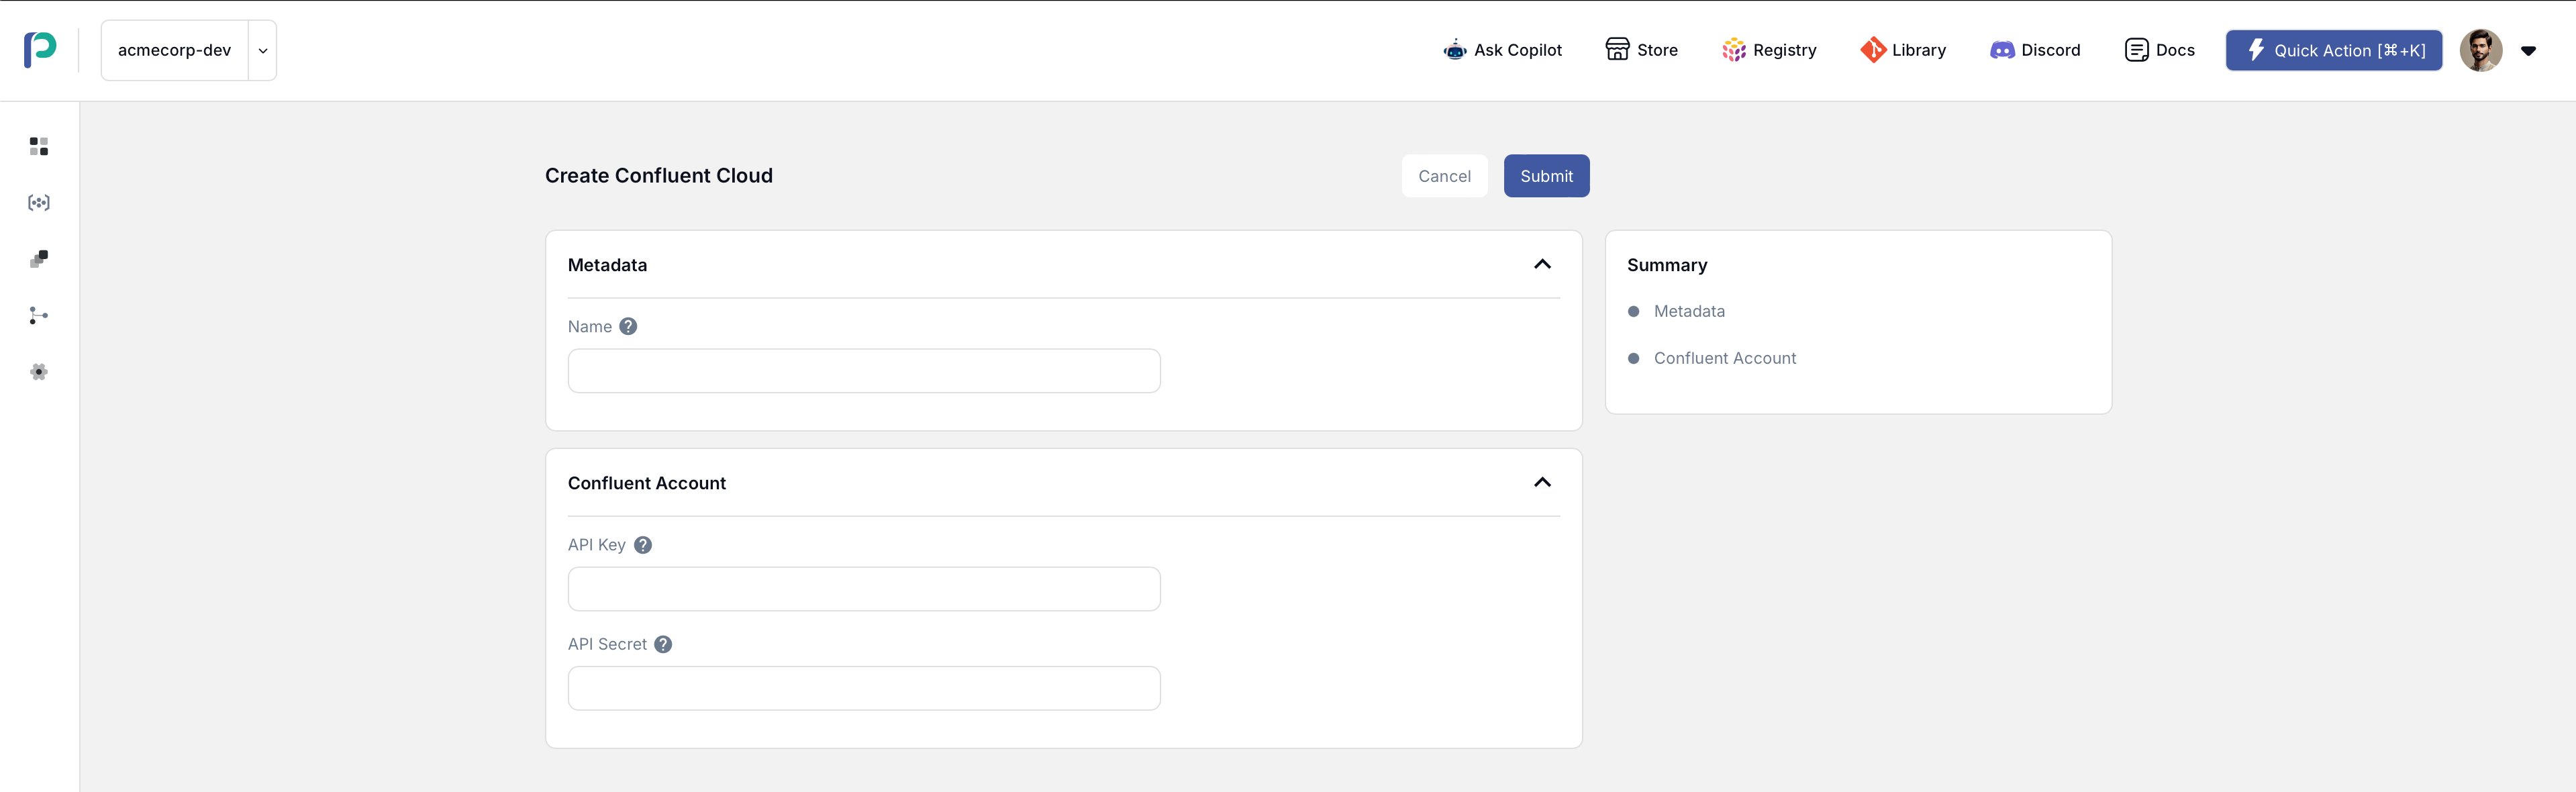 acmecorp-dev
Ask Copilot
Store
Registry
Library
Discord
Docs
Quick Action [⌘+K]
Create Confluent Cloud
Cancel
Submit
Metadata
Name ?
Confluent Account
API Key ?
API Secret ?
Summary
Metadata
Confluent Account